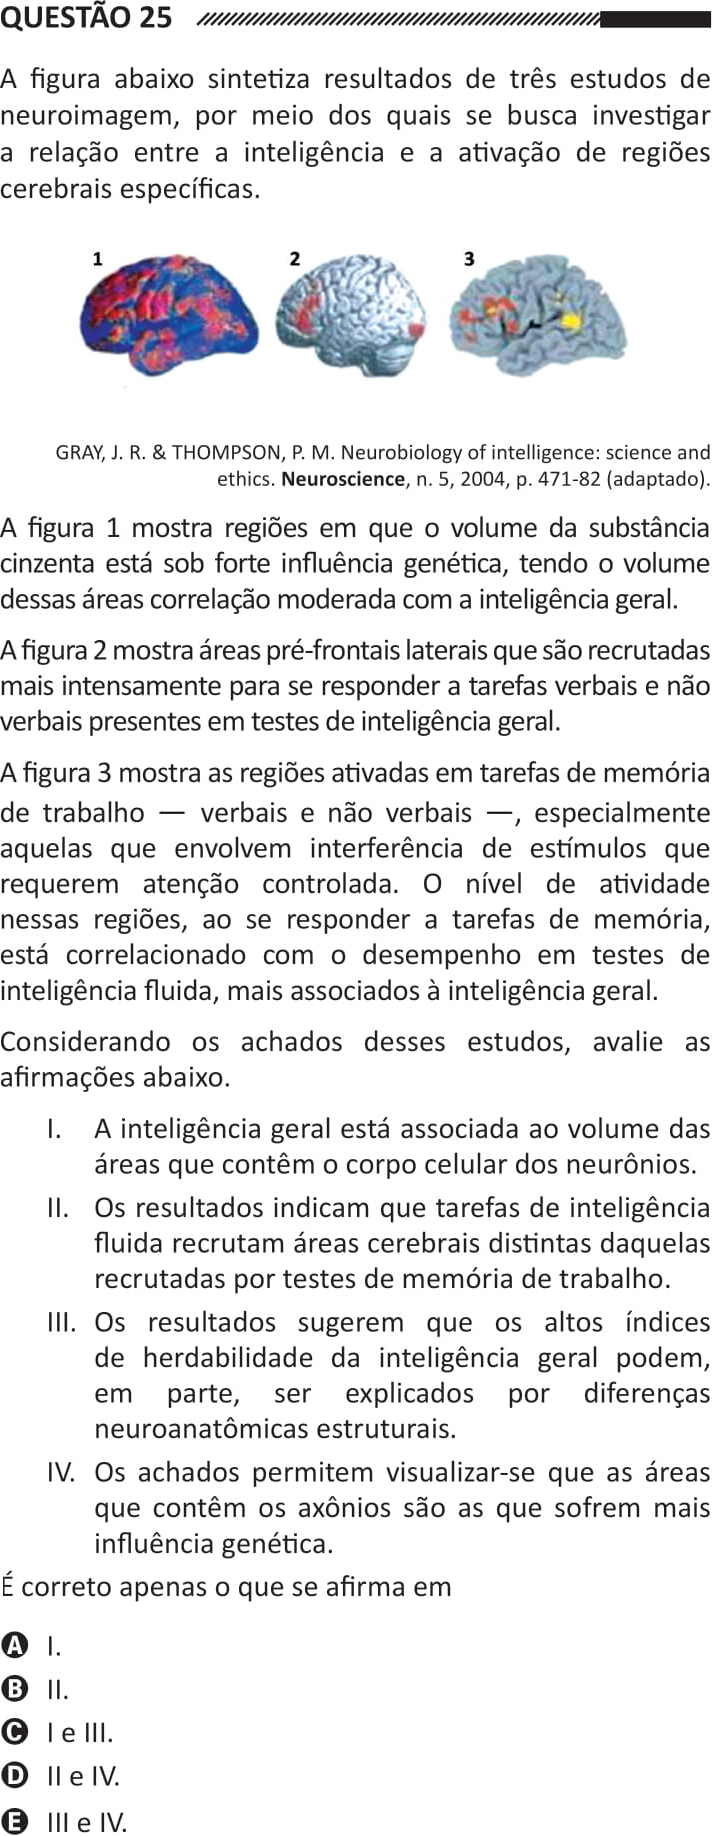 QUESTÃO 25
A figura abaixo sintetiza resultados de três estudos de
neuroimagem, por meio dos quais se busca investigar
a relação entre a inteligência e a ativação de regiões
cerebrais específicas.
1 2 3
GRAY, J. R. & THOMPSON, P. M. Neurobiology of intelligence: science and
ethics. Neuroscience, n. 5, 2004, p. 471-82 (adaptado).
A figura 1 mostra regiões em que o volume da substância
cinzenta está sob forte influência genética, tendo o volume
dessas áreas correlação moderada com a inteligência geral.
A figura 2 mostra áreas pré-frontais laterais que são recrutadas
mais intensamente para se responder a tarefas verbais e não
verbais presentes em testes de inteligência geral.
A figura 3 mostra as regiões ativadas em tarefas de memória
de trabalho — verbais e não verbais —, especialmente
aquelas que envolvem interferência de estímulos que
requerem atenção controlada. O nível de atividade
nessas regiões, ao se responder a tarefas de memória,
está correlacionado com o desempenho em testes de
inteligência fluida, mais associados à inteligência geral.
Considerando os achados desses estudos, avalie as
afirmações abaixo.
I. A inteligência geral está associada ao volume das
áreas que contêm o corpo celular dos neurônios.
II. Os resultados indicam que tarefas de inteligência
fluida recrutam áreas cerebrais distintas daquelas
recrutadas por testes de memória de trabalho.
III. Os resultados sugerem que os altos índices
de herdabilidade da inteligência geral podem,
em parte, ser explicados por diferenças
neuroanatômicas estruturais.
IV. Os achados permitem visualizar-se que as áreas
que contêm os axônios são as que sofrem mais
influência genética.
É correto apenas o que se afirma em
A I.
B II.
C I e III.
D II e IV.
E III e IV.